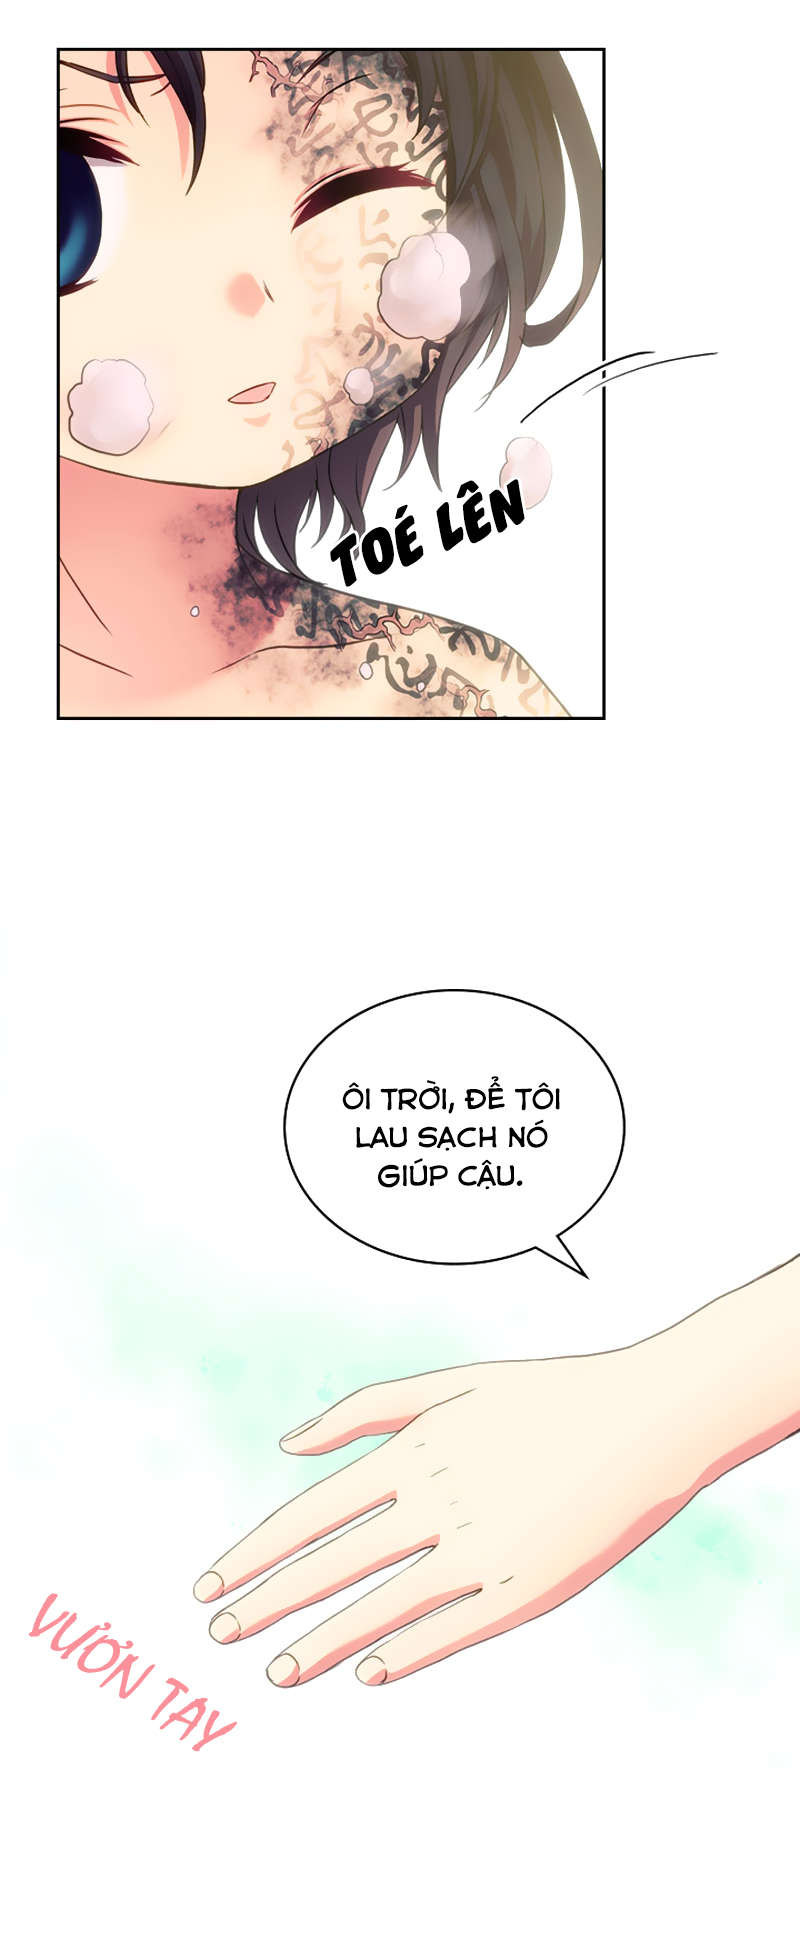 TOÉ LÊN
ÔI TRỜI, ĐỂ TÔI
LAU SẠCH NÓ
GIÚP CẬU.
VƯƠN TAY